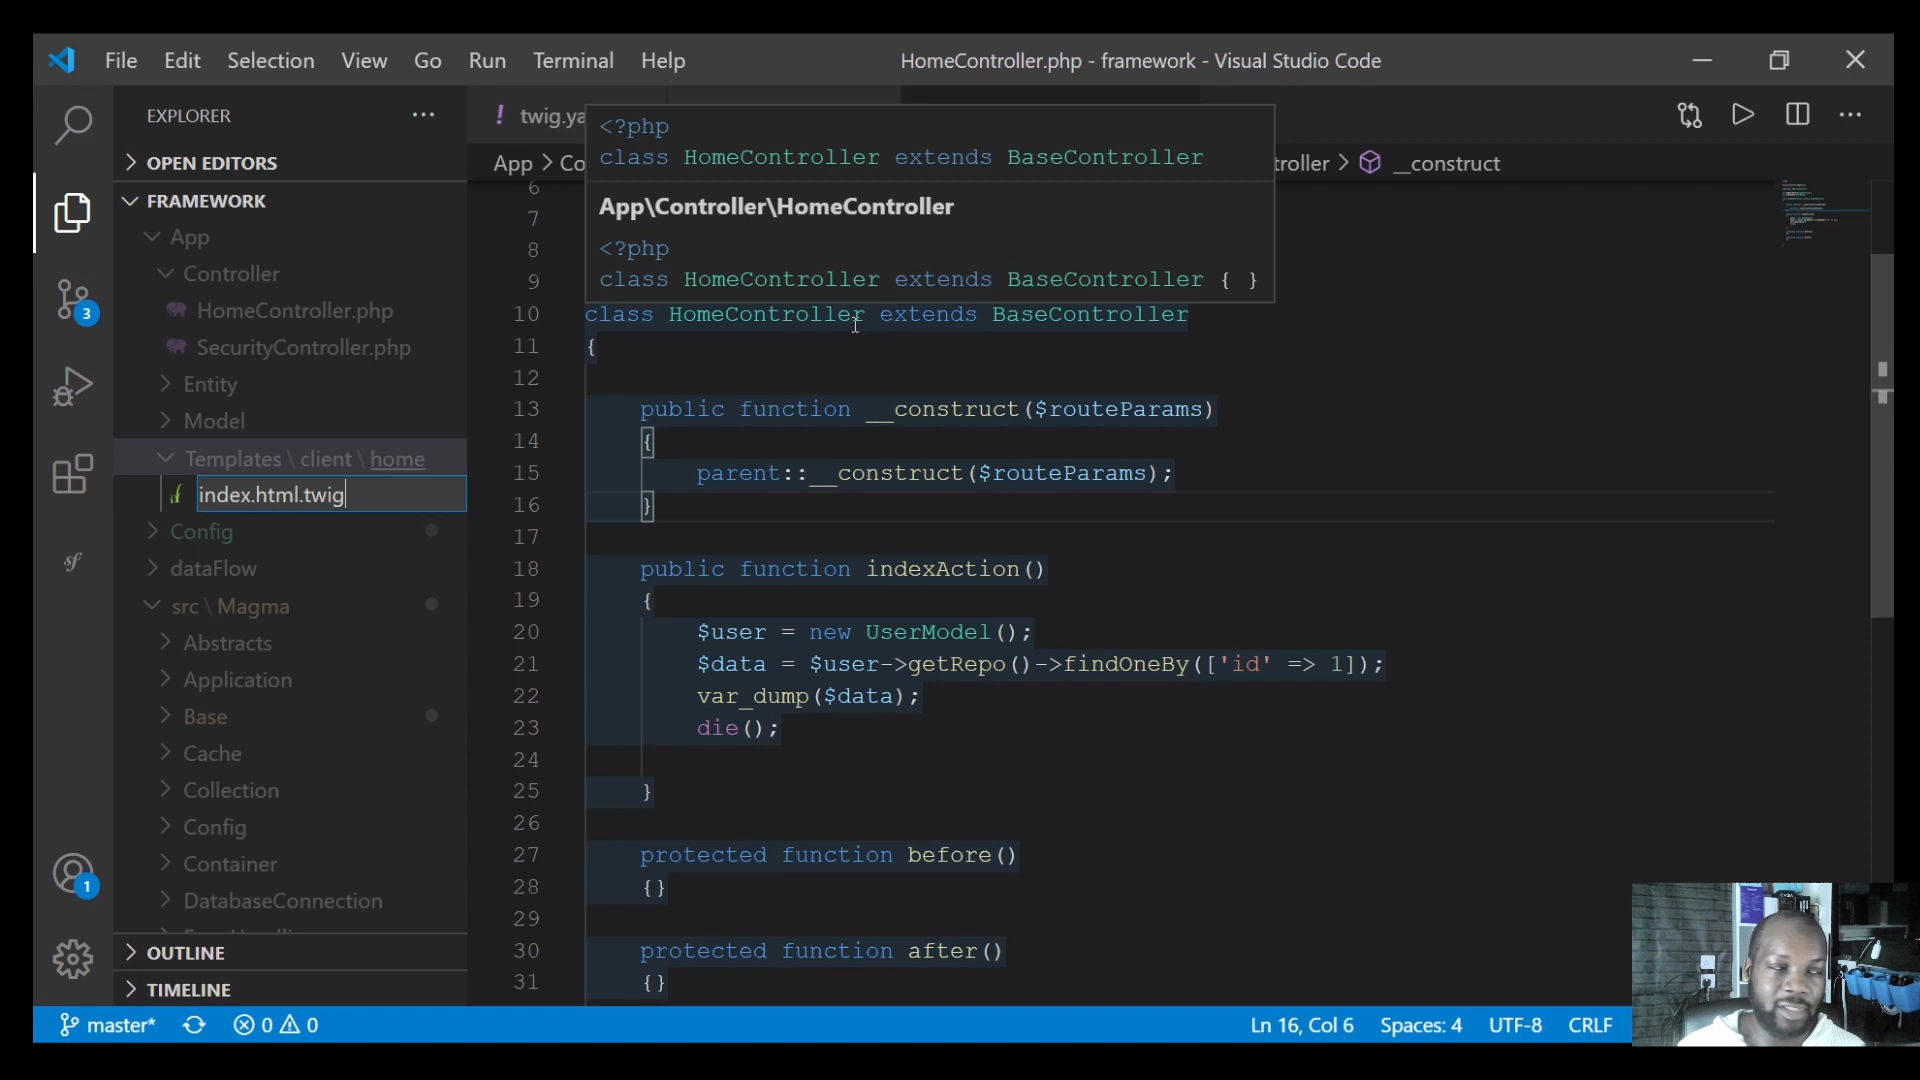 File Edit Selection View Go Run Terminal Help HomeController.php - framework - Visual Studio Code
EXPLORER ···
OPEN EDITORS
FRAMEWORK
App
Controller
HomeController.php
SecurityController.php
Entity
Model
Templates \ client \ home
index.html.twig
Config
dataFlow
src \ Magma
Abstracts
Application
Base
Cache
Collection
Config
Container
DatabaseConnection
OUTLINE
TIMELINE
3
1
sf
! twig.ya
App > Co
troller > __construct
<?php
class HomeController extends BaseController
App\Controller\HomeController
<?php
class HomeController extends BaseController { }
6
7
8
9
10 class HomeController extends BaseController
11 {
12
13 public function __construct($routeParams)
14 {
15 parent::__construct($routeParams);
16 }
17
18 public function indexAction()
19 {
20 $user = new UserModel();
21 $data = $user->getRepo()->findOneBy(['id' => 1]);
22 var_dump($data);
23 die();
24
25 }
26
27 protected function before()
28 {}
29
30 protected function after()
31 {}
master* 0 0 Ln 16, Col 6 Spaces: 4 UTF-8 CRLF